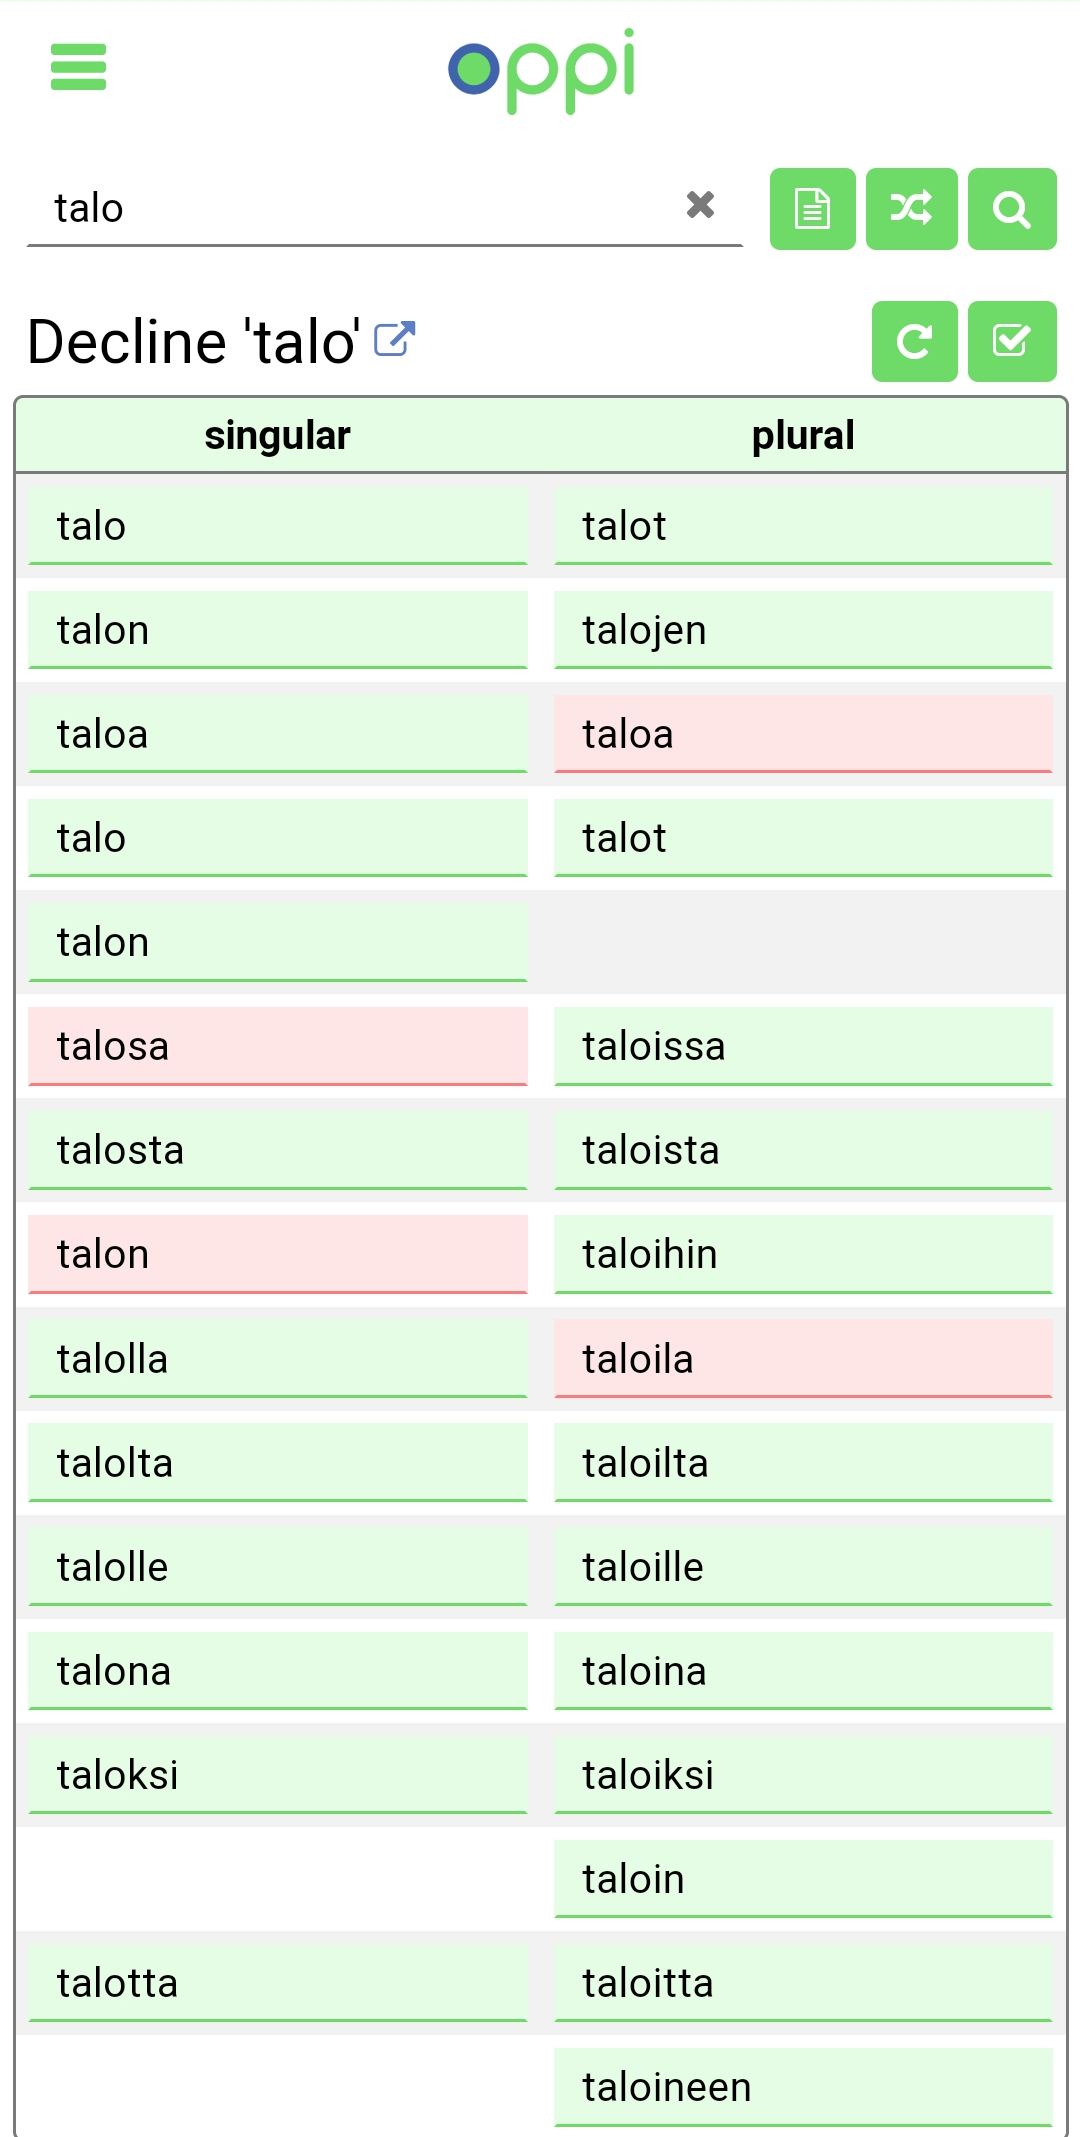 oppi
talo
Decline 'talo'
singular plural
talo talot
talon talojen
taloa taloa
talo talot
talon
talosa taloissa
talosta taloista
talon taloihin
talolla taloila
talolta taloilta
talolle taloille
talona taloina
taloksi taloiksi
taloin
talotta taloitta
taloineen